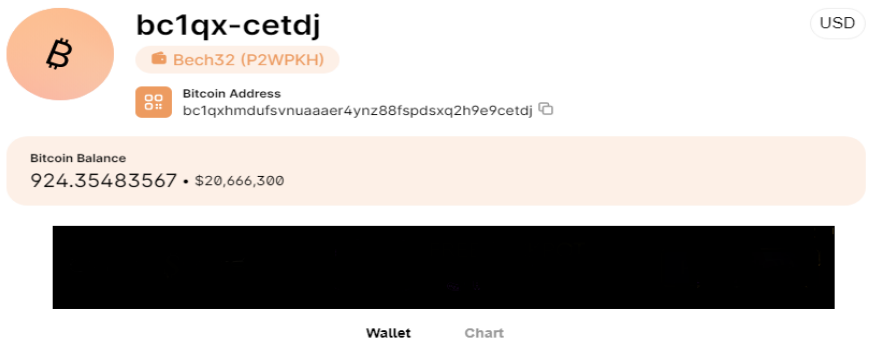 bc1qx-cetdj
USD
Bech32 (P2WPKH)
Bitcoin Address
bc1qxhmdufsvnuaaaer4ynz88fspdsxq2h9e9cetdj
Bitcoin Balance
924.35483567 • $20,666,300
Wallet Chart